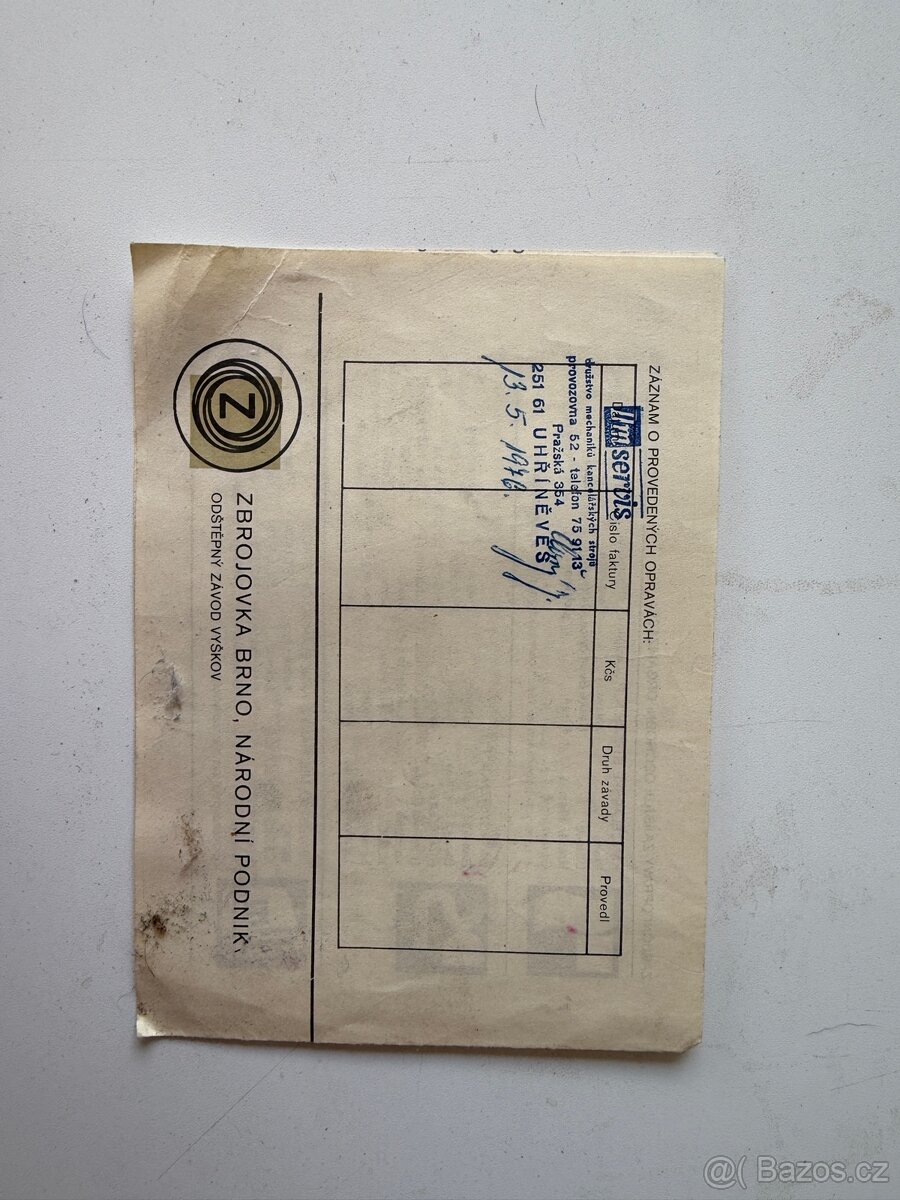 ZÁZNAM O PROVEDENÝCH OPRAVÁCH:
číslo faktury
Kčs
Druh závady
Provedl
servis
družstvo mechaniků kancelářských strojů
provozovna 52 - telefon 75 91 13
Pražská 354
251 61 UHŘÍNĚVES
13. 5. 1976.
Z
ZBROJOVKA BRNO, NÁRODNÍ PODNIK,
ODŠTĚPNÝ ZÁVOD VYŠKOV
@( Bazos.cz